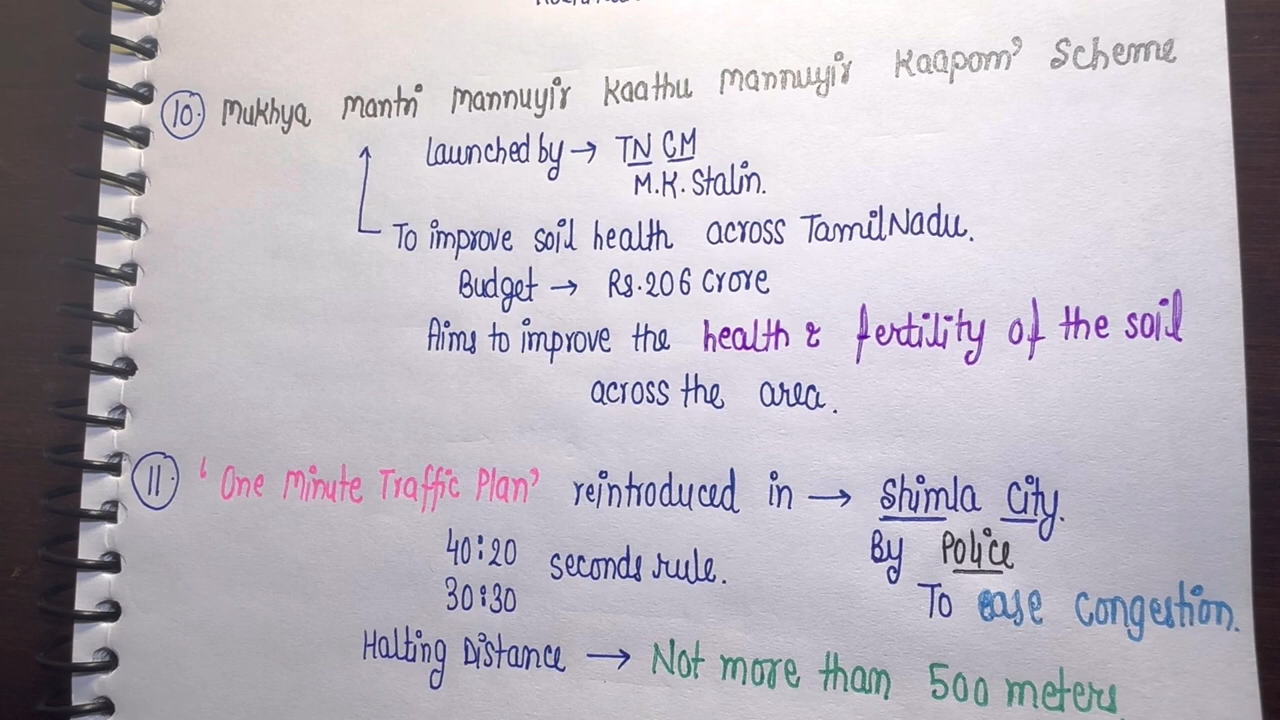 10. Mukhya mantri mannuyir Kaathu mannuyir Kaapom' Scheme
Launched by → TN CM
M.K. Stalin.
To improve soil health across TamilNadu.
Budget → Rs.206 Crore
Aims to improve the health & fertility of the soil
across the area.
11. 'One Minute Traffic Plan' reintroduced in → Shimla City.
By Police
40:20 seconds rule.
30:30
To ease congestion.
Halting Distance → Not more than 500 meters